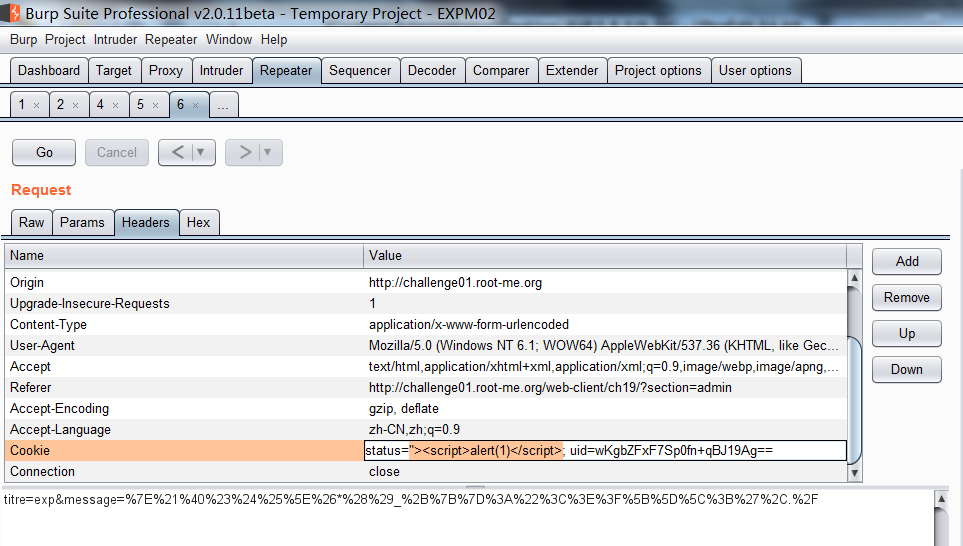 Burp Suite Professional v2.0.11beta - Temporary Project - EXPM02
Burp Project Intruder Repeater Window Help
Dashboard Target Proxy Intruder Repeater Sequencer Decoder Comparer Extender Project options User options
1 × 2 × 4 × 5 × 6 × ...
Go Cancel < ▼ > ▼
Request
Raw Params Headers Hex
Name Value
Add
Origin http://challenge01.root-me.org
Upgrade-Insecure-Requests 1
Remove
Content-Type application/x-www-form-urlencoded
Up
User-Agent Mozilla/5.0 (Windows NT 6.1; WOW64) AppleWebKit/537.36 (KHTML, like Gec...
Accept text/html,application/xhtml+xml,application/xml;q=0.9,image/webp,image/apng,...
Down
Referer http://challenge01.root-me.org/web-client/ch19/?section=admin
Accept-Encoding gzip, deflate
Accept-Language zh-CN,zh;q=0.9
Cookie status="><script>alert(1)</script>; uid=wKgbZFxF7Sp0fn+qBJ19Ag==
Connection close
titre=exp&message=%7E%21%40%23%24%25%5E%26*%28%29_%2B%7B%7D%3A%22%3C%3E%3F%5B%5D%5C%3B%27%2C.%2F